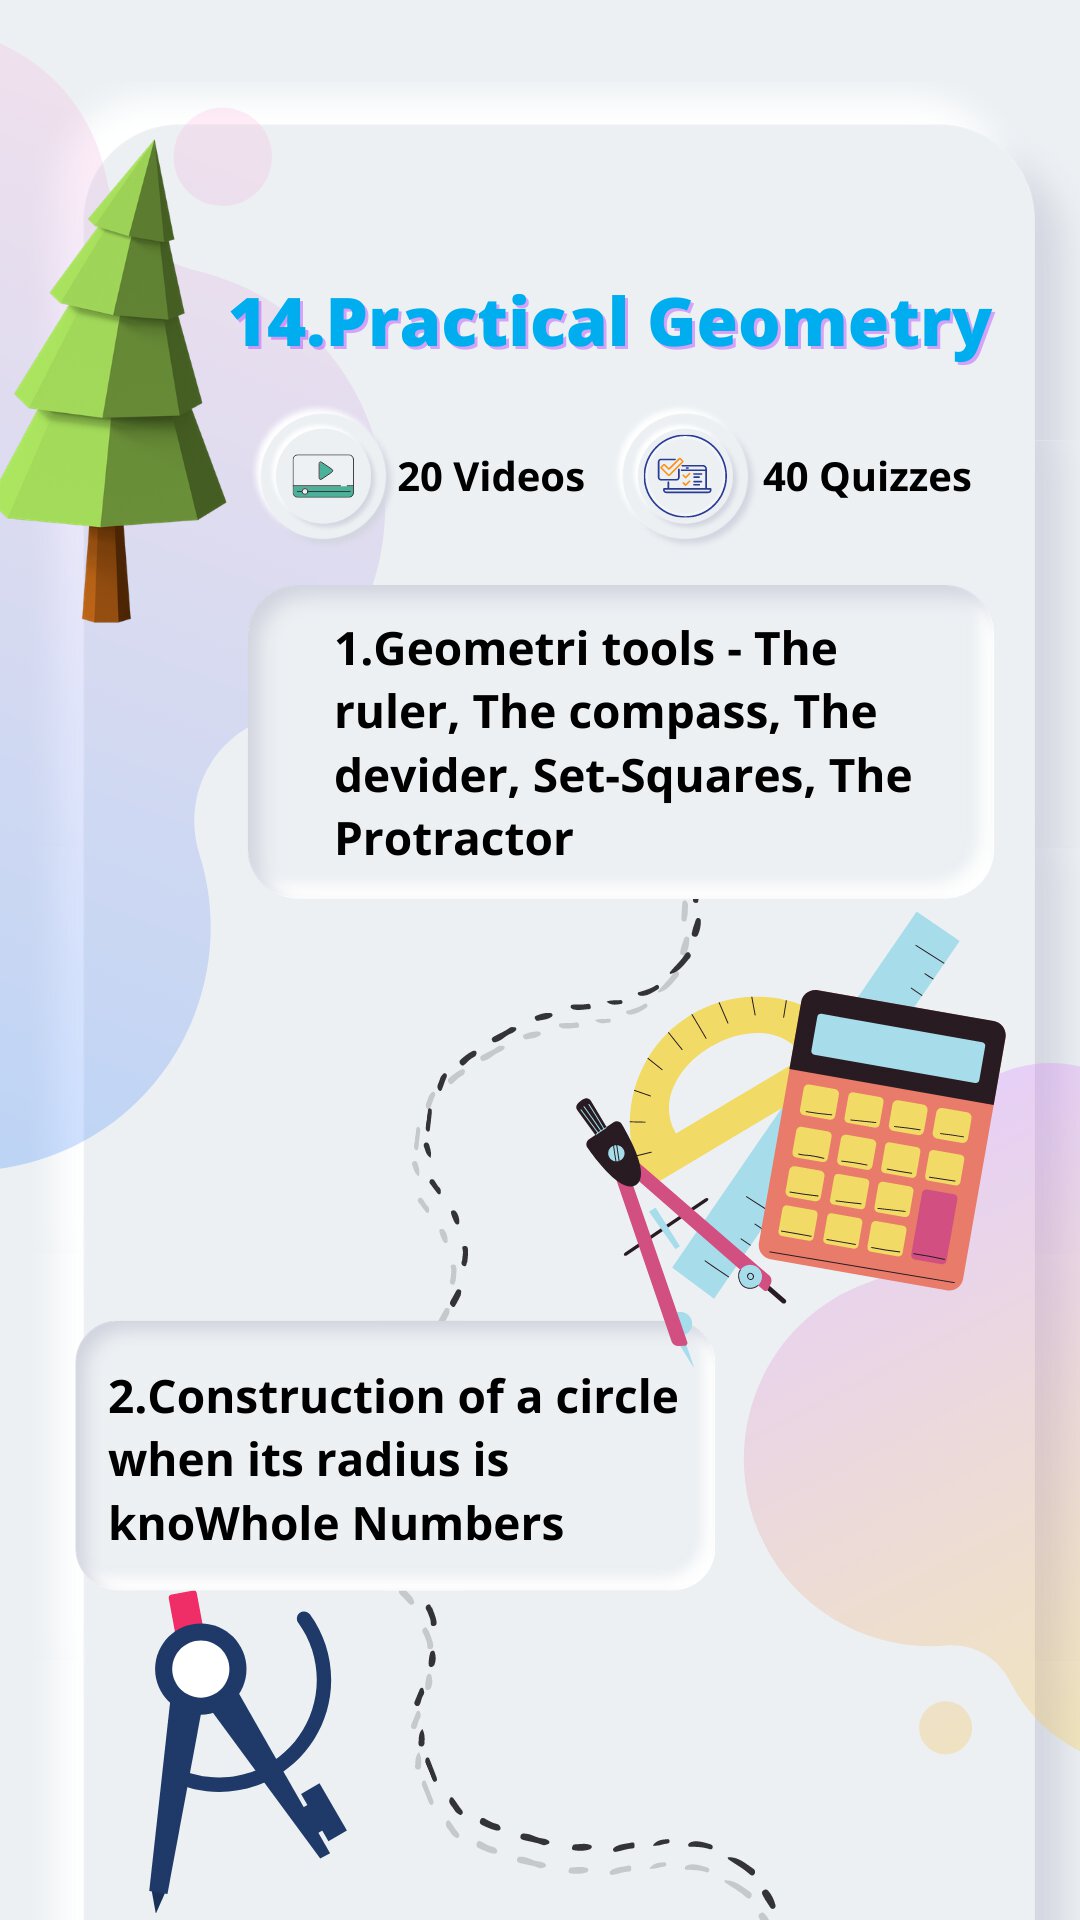 14.Practical Geometry
20 Videos
40 Quizzes
1.Geometri tools - The
ruler, The compass, The
devider, Set-Squares, The
Protractor
2.Construction of a circle
when its radius is
knoWhole Numbers